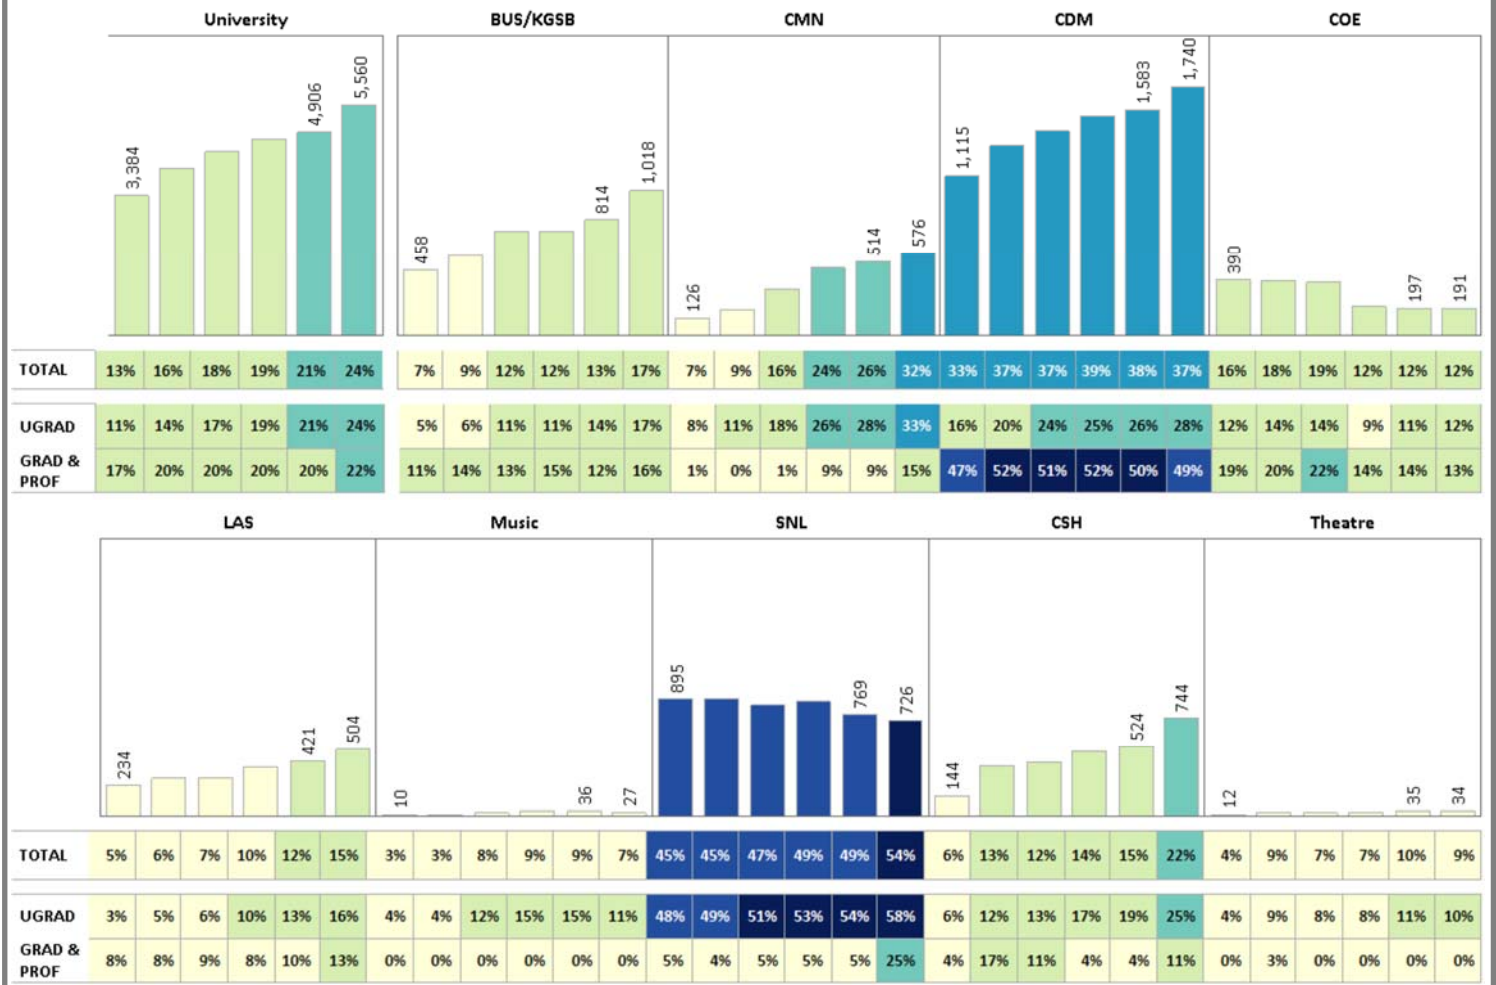 University BUS/KGSB CMN CDM COE
3,384 4,906 5,560 458 814 1,018 126 514 576 1,115 1,583 1,740 390 197 191
TOTAL 13% 16% 18% 19% 21% 24% 7% 9% 12% 12% 13% 17% 7% 9% 16% 24% 26% 32% 33% 37% 37% 39% 38% 37% 16% 18% 19% 12% 12% 12%
UGRAD 11% 14% 17% 19% 21% 24% 5% 6% 11% 11% 14% 17% 8% 11% 18% 26% 28% 33% 16% 20% 24% 25% 26% 28% 12% 14% 14% 9% 11% 12%
GRAD &
PROF 17% 20% 20% 20% 20% 22% 11% 14% 13% 15% 12% 16% 1% 0% 1% 9% 9% 15% 47% 52% 51% 52% 50% 49% 19% 20% 22% 14% 14% 13%
LAS Music SNL CSH Theatre
234 421 504 10 36 27 895 769 726 144 524 744 12 35 34
TOTAL 5% 6% 7% 10% 12% 15% 3% 3% 8% 9% 9% 7% 45% 45% 47% 49% 49% 54% 6% 13% 12% 14% 15% 22% 4% 9% 7% 7% 10% 9%
UGRAD 3% 5% 6% 10% 13% 16% 4% 4% 12% 15% 15% 11% 48% 49% 51% 53% 54% 58% 6% 12% 13% 17% 19% 25% 4% 9% 8% 8% 11% 10%
GRAD &
PROF 8% 8% 9% 8% 10% 13% 0% 0% 0% 0% 0% 0% 5% 4% 5% 5% 5% 25% 4% 17% 11% 4% 4% 11% 0% 3% 0% 0% 0% 0%